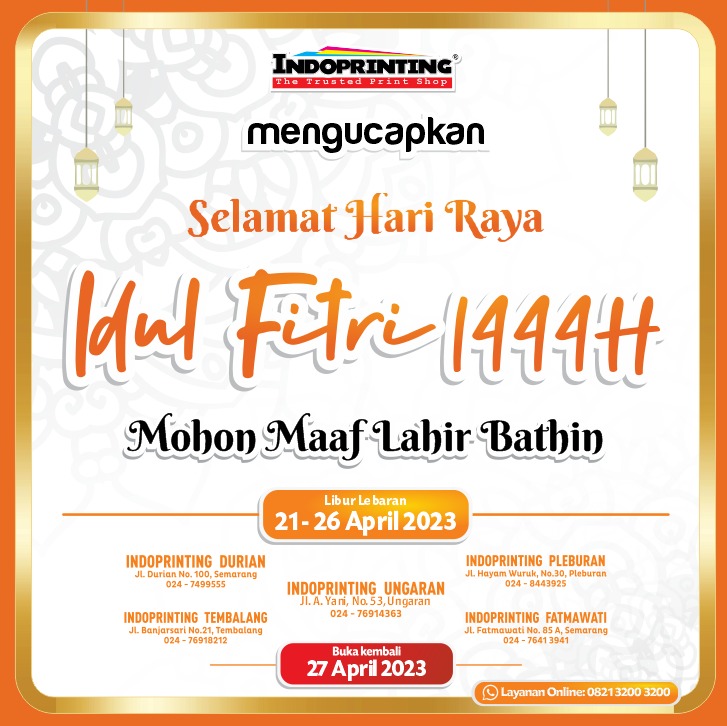 INDOPRINTING®
The Trusted Print Shop
mengucapkan
Selamat Hari Raya
Idul Fitri 1444H
Mohon Maaf Lahir Bathin
Libur Lebaran
21- 26 April 2023
INDOPRINTING DURIAN
Jl. Durian No. 100, Semarang
024 - 7499555
INDOPRINTING PLEBURAN
Jl. Hayam Wuruk, No.30, Pleburan
024 - 8443925
INDOPRINTING UNGARAN
Jl. A. Yani, No. 53, Ungaran
024 - 76914363
INDOPRINTING TEMBALANG
Jl. Banjarsari No.21, Tembalang
024 - 76918212
INDOPRINTING FATMAWATI
Jl. Fatmawati No. 85 A, Semarang
024 - 7641 3941
Buka kembali
27 April 2023
Layanan Online: 0821 3200 3200